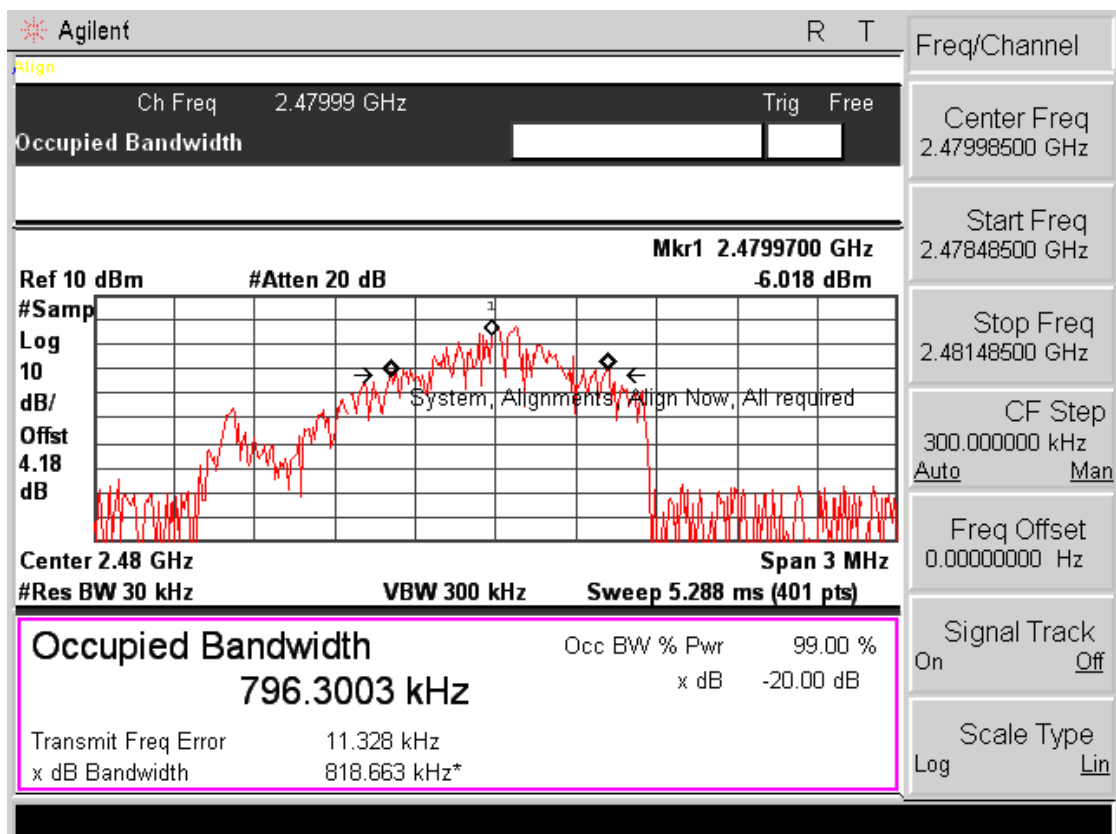 Agilent R T
Align
Ch Freq 2.47999 GHz Trig Free
Occupied Bandwidth
Mkr1 2.4799700 GHz
Ref 10 dBm #Atten 20 dB -6.018 dBm
#Samp
Log
10
dB/
Offst
4.18
dB
1
System, Alignments, Align Now, All required
Center 2.48 GHz Span 3 MHz
#Res BW 30 kHz VBW 300 kHz Sweep 5.288 ms (401 pts)
Occupied Bandwidth
796.3003 kHz
Occ BW % Pwr 99.00 %
x dB -20.00 dB
Transmit Freq Error 11.328 kHz
x dB Bandwidth 818.663 kHz*
Freq/Channel
Center Freq
2.47998500 GHz
Start Freq
2.47848500 GHz
Stop Freq
2.48148500 GHz
CF Step
300.000000 kHz
Auto Man
Freq Offset
0.00000000 Hz
Signal Track
On Off
Scale Type
Log Lin